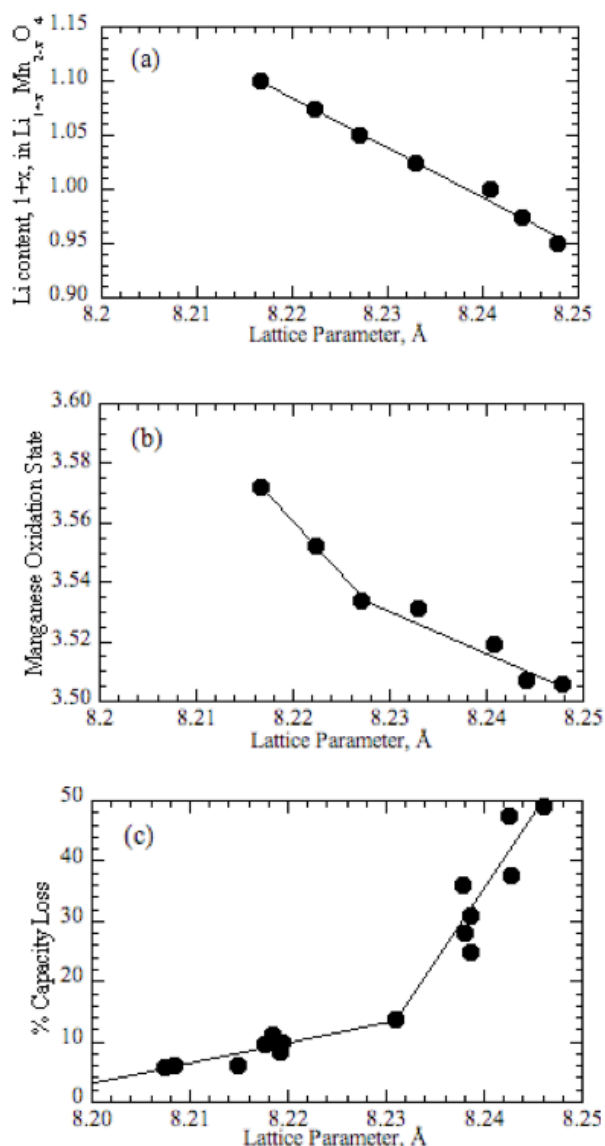 (a)
Li content, 1+x, in Li1+xMn2-xO4
1.15
1.10
1.05
1.00
0.95
0.90
8.2 8.21 8.22 8.23 8.24 8.25
Lattice Parameter, Å
(b)
Manganese Oxidation State
3.60
3.58
3.56
3.54
3.52
3.50
8.2 8.21 8.22 8.23 8.24 8.25
Lattice Parameter, Å
(c)
% Capacity Loss
50
40
30
20
10
0
8.20 8.21 8.22 8.23 8.24 8.25
Lattice Parameter, Å